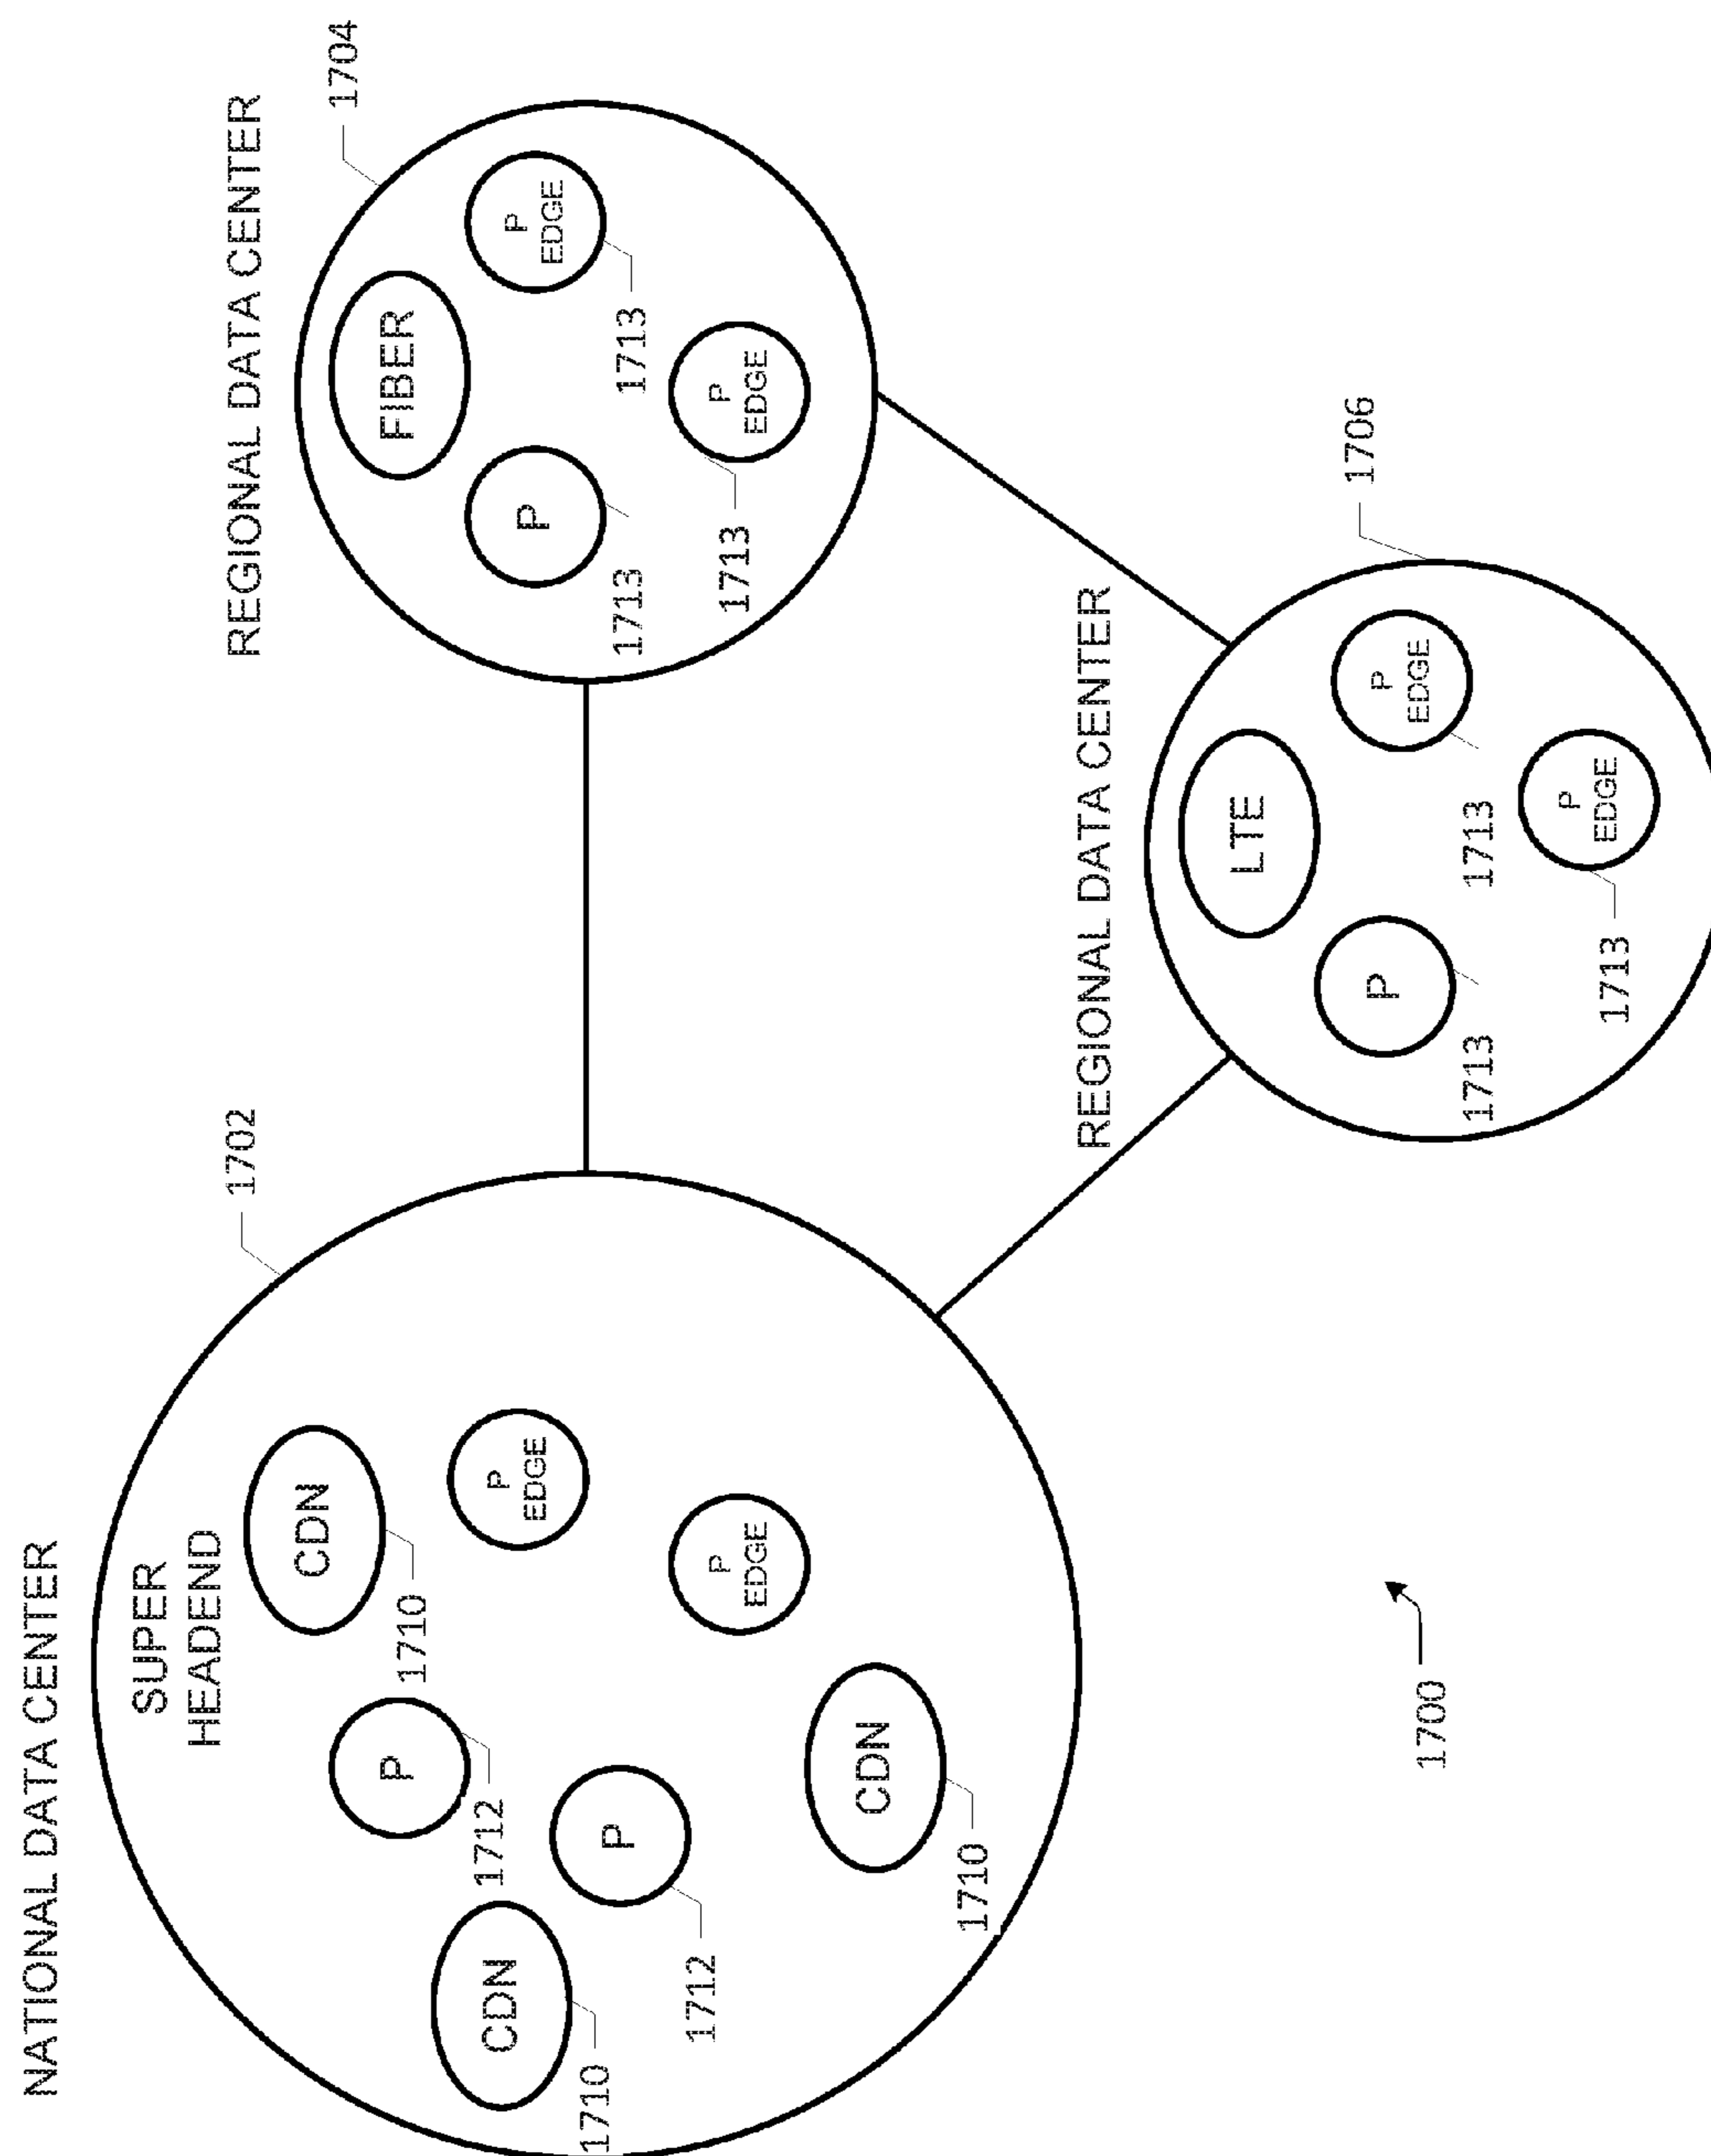 NATIONAL DATA CENTER
SUPER
HEADEND
1702
CDN
1710
P
1712
CDN
1710
P
EDGE
P
1712
P
EDGE
CDN
1710
REGIONAL DATA CENTER
1704
FIBER
P
1713
P
EDGE
1713
P
EDGE
1713
REGIONAL DATA CENTER
1706
LTE
P
1713
P
EDGE
1713
P
EDGE
1713
1700